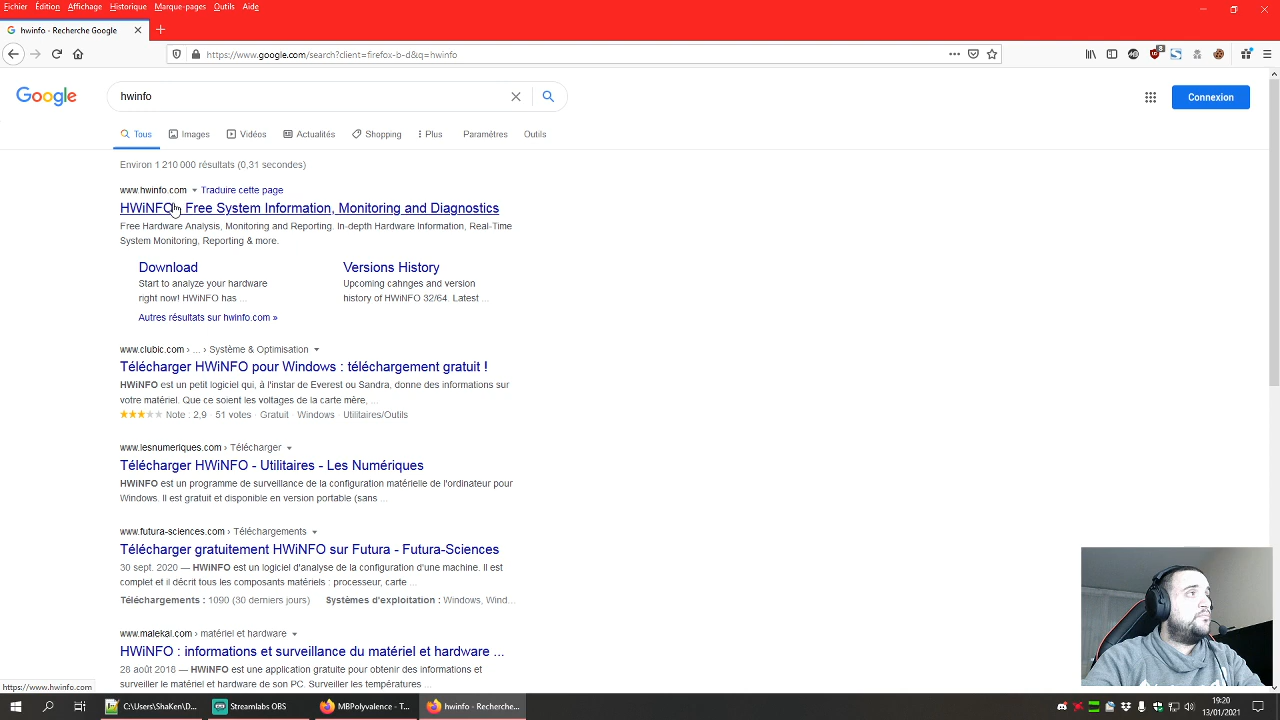 Fichier Édition Affichage Historique Marque-pages Outils Aide
hwinfo - Recherche Google
https://www.google.com/search?client=firefox-b-d&q=hwinfo
Google
hwinfo
Connexion
Tous Images Vidéos Actualités Shopping Plus Paramètres Outils
Environ 1 210 000 résultats (0,31 secondes)
www.hwinfo.com Traduire cette page
HWiNFO Free System Information, Monitoring and Diagnostics
Free Hardware Analysis, Monitoring and Reporting. In-depth Hardware Information, Real-Time
System Monitoring, Reporting & more.
Download Versions History
Start to analyze your hardware Upcoming cahnges and version
right now! HWiNFO has ... history of HWiNFO 32/64. Latest ...
Autres résultats sur hwinfo.com »
www.clubic.com › ... › Système & Optimisation
Télécharger HWiNFO pour Windows : téléchargement gratuit !
HWiNFO est un petit logiciel qui, à l'instar de Everest ou Sandra, donne des informations sur
votre matériel. Que ce soient les voltages de la carte mère, ...
Note : 2,9 · 51 votes · Gratuit · Windows · Utilitaires/Outils
www.lesnumeriques.com › Télécharger
Télécharger HWiNFO - Utilitaires - Les Numériques
HWiNFO est un programme de surveillance de la configuration matérielle de l'ordinateur pour
Windows. Il est gratuit et disponible en version portable (sans ...
www.futura-sciences.com › Téléchargements
Télécharger gratuitement HWiNFO sur Futura - Futura-Sciences
30 sept. 2020 — HWiNFO est un logiciel d'analyse de la configuration d'une machine. Il est
complet et il décrit tous les composants matériels : processeur, carte ...
Téléchargements : 1090 (30 derniers jours) Systèmes d'exploitation : Windows, Wind...
www.malekal.com › matériel et hardware
HWiNFO : informations et surveillance du matériel et hardware ...
28 août 2018 — HWiNFO est une application gratuite pour obtenir des informations et
surveiller le matériel et hardware de son PC. Surveiller les températures ...
https://www.hwinfo.com
C:\Users\ShaKen\D... Streamlabs OBS MBPolyvalence - T... hwinfo - Recherche...
19:20
13/01/2021